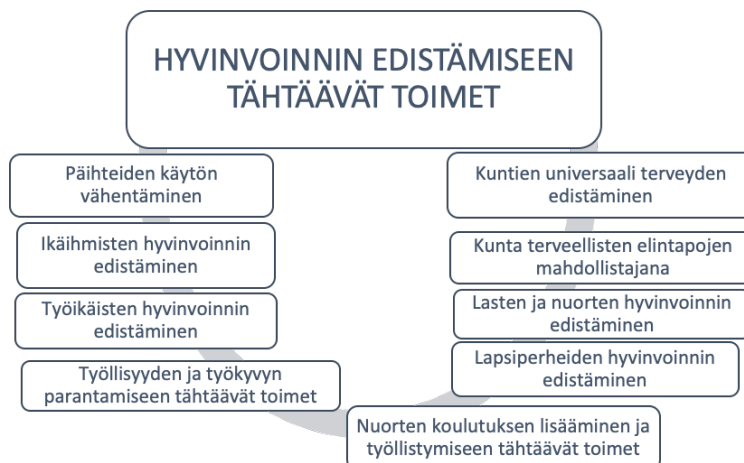 HYVINVOINNIN EDISTÄMISEEN
TÄHTÄÄVÄT TOIMET
Päihteiden käytön
vähentäminen
Ikäihmisten hyvinvoinnin
edistäminen
Työikäisten hyvinvoinnin
edistäminen
Työllisyyden ja työkyvyn
parantamiseen tähtäävät toimet
Nuorten koulutuksen lisääminen ja
työllistymiseen tähtäävät toimet
Kuntien universaali terveyden
edistäminen
Kunta terveellisten elintapojen
mahdollistajana
Lasten ja nuorten hyvinvoinnin
edistäminen
Lapsiperheiden hyvinvoinnin
edistäminen